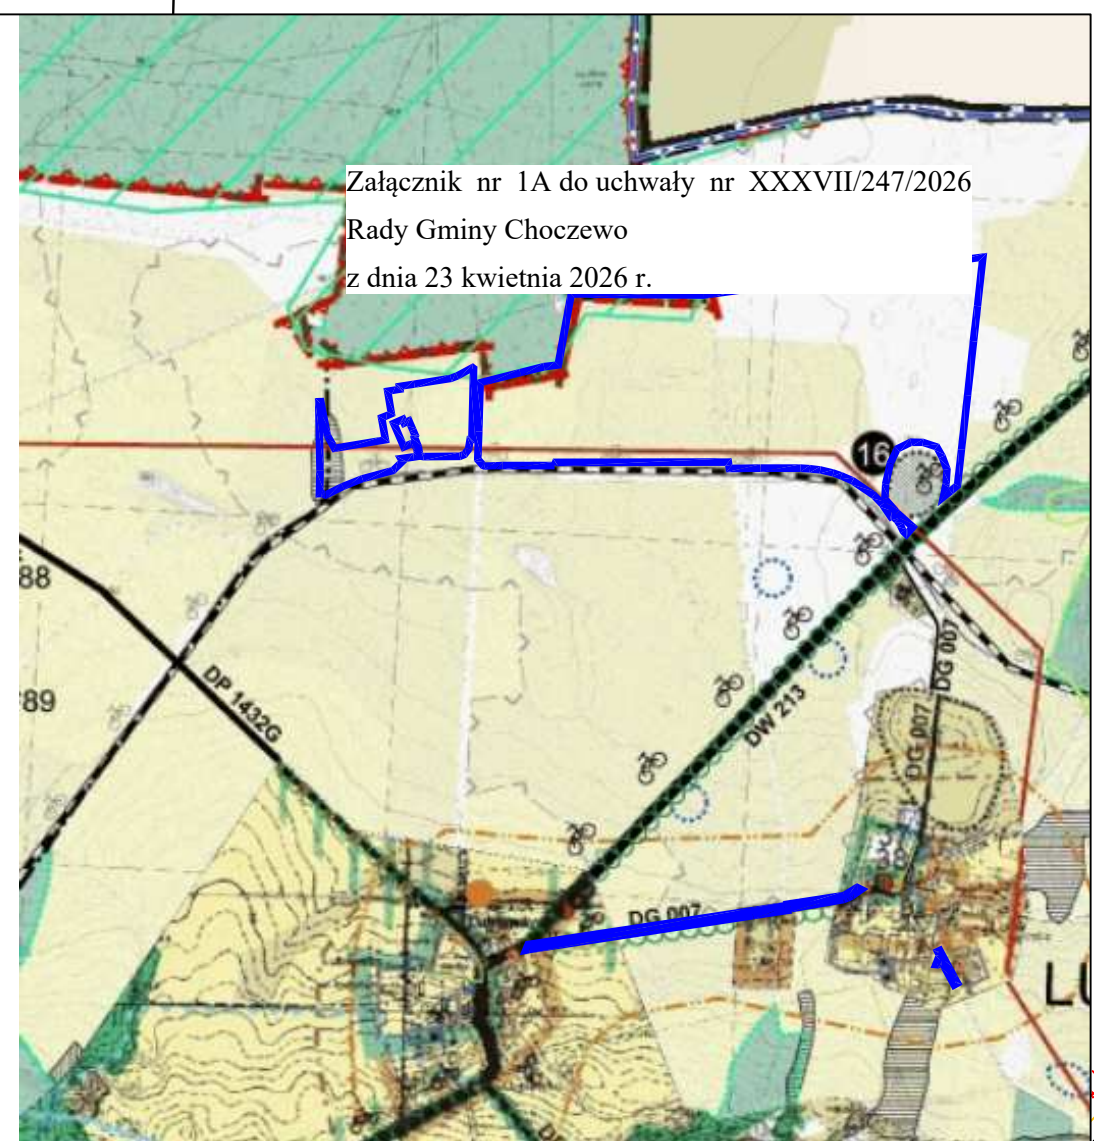 Załącznik nr 1A do uchwały nr XXXVII/247/2026
Rady Gminy Choczewo
z dnia 23 kwietnia 2026 r.
16
88
89
DP 1432G
DW 213
DG 007
DG 007
DG 007
LU